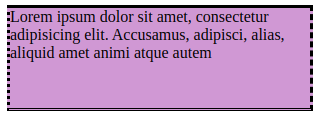 Lorem ipsum dolor sit amet, consectetur
adipisicing elit. Accusamus, adipisci, alias,
aliquid amet animi atque autem